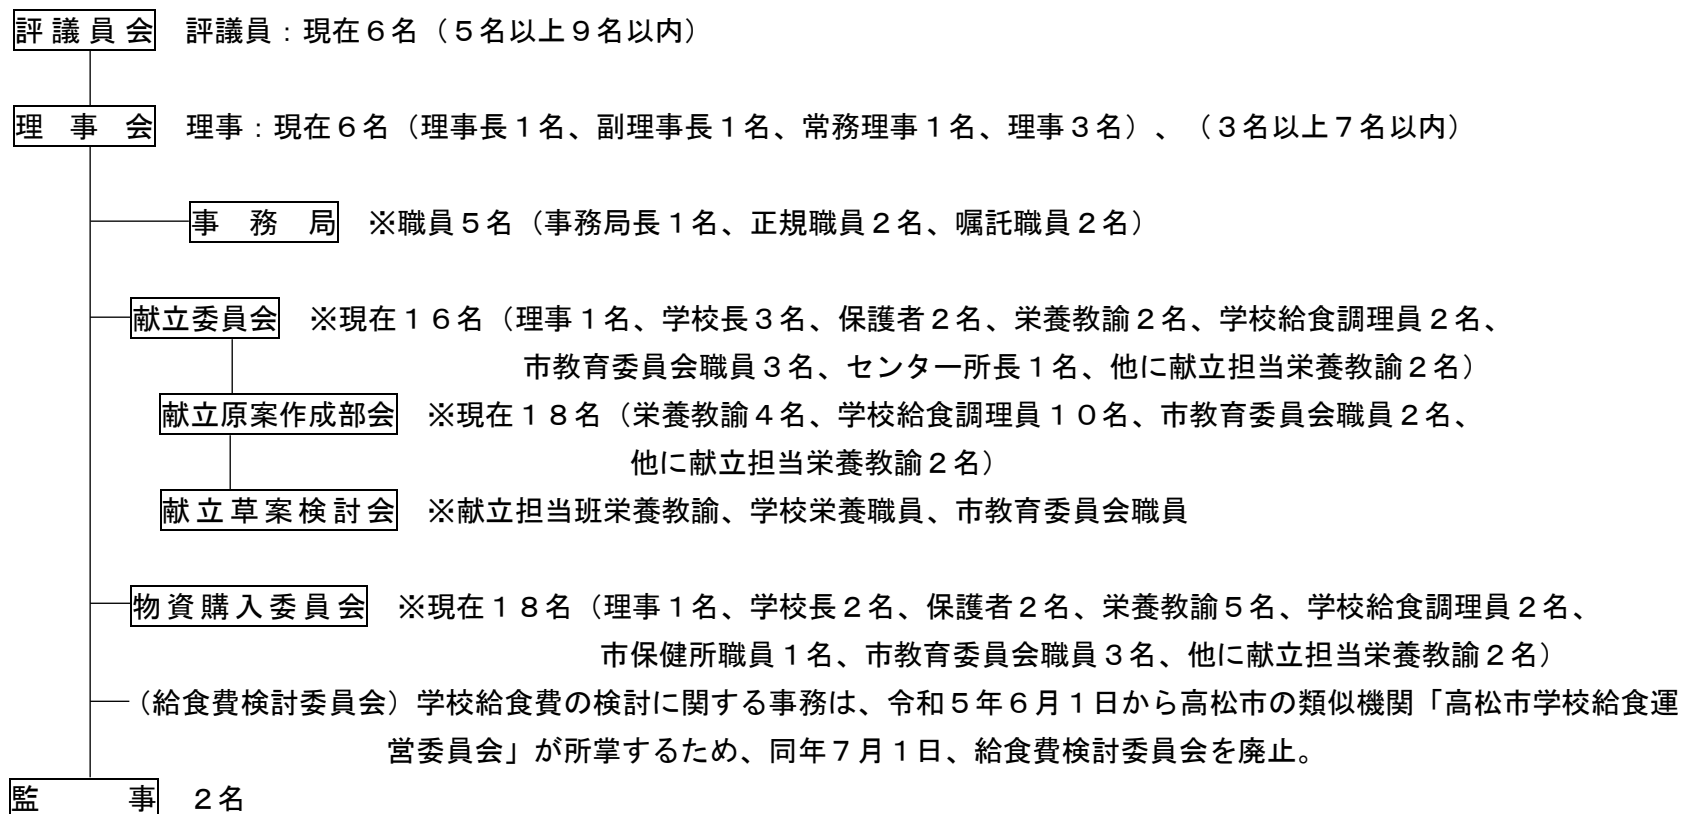 評議員会　評議員：現在６名（５名以上９名以内）
理　事　会　理事：現在６名（理事長１名、副理事長１名、常務理事１名、理事３名）、（３名以上７名以内）
事　務　局　※職員５名（事務局長１名、正規職員２名、嘱託職員２名）
献立委員会　※現在１６名（理事１名、学校長３名、保護者２名、栄養教諭２名、学校給食調理員２名、
市教育委員会職員３名、センター所長１名、他に献立担当栄養教諭２名）
献立原案作成部会　※現在１８名（栄養教諭４名、学校給食調理員１０名、市教育委員会職員２名、
他に献立担当栄養教諭２名）
献立草案検討会　※献立担当班栄養教諭、学校栄養職員、市教育委員会職員
物資購入委員会　※現在１８名（理事１名、学校長２名、保護者２名、栄養教諭５名、学校給食調理員２名、
市保健所職員１名、市教育委員会職員３名、他に献立担当栄養教諭２名）
（給食費検討委員会）学校給食費の検討に関する事務は、令和５年６月１日から高松市の類似機関「高松市学校給食運
営委員会」が所掌するため、同年７月１日、給食費検討委員会を廃止。
監　　　事　２名